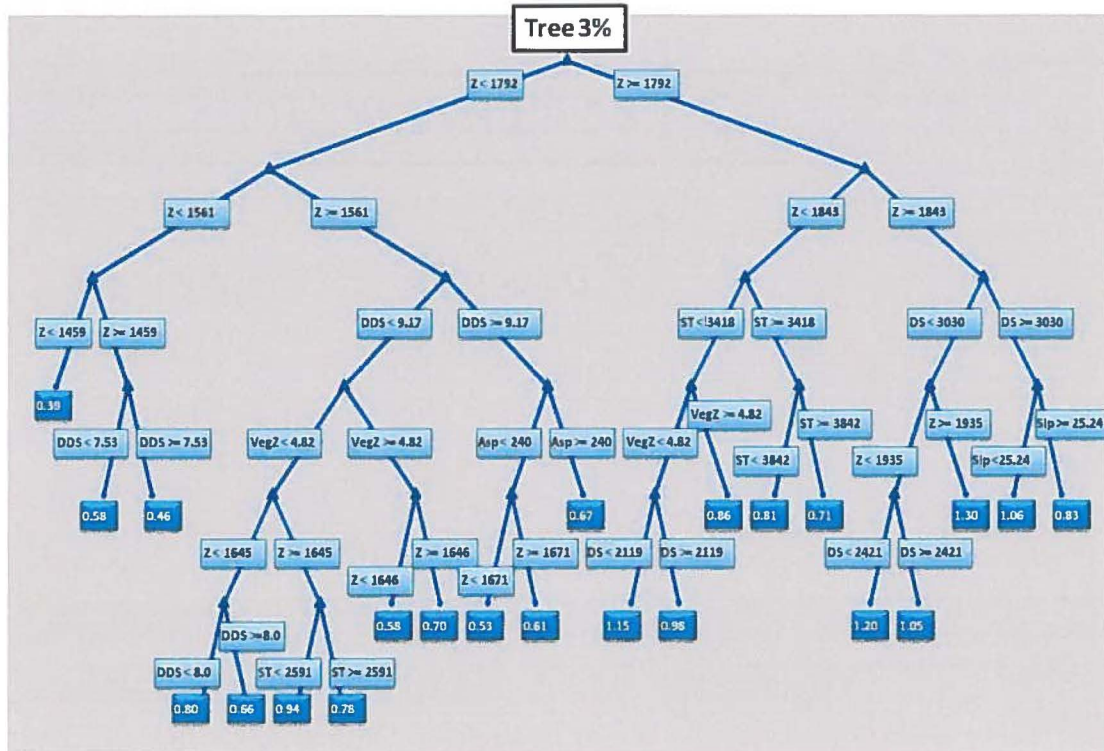 Tree 3%
Z < 1792 Z >= 1792
Z < 1561 Z >= 1561 Z < 1843 Z >= 1843
Z < 1459 Z >= 1459 DDS < 9.17 DDS >= 9.17 ST < 3418 ST >= 3418 DS < 3030 DS >= 3030
0.39
DDS < 7.53 DDS >= 7.53 VegZ < 4.82 VegZ >= 4.82 Asp < 240 Asp >= 240 VegZ < 4.82 VegZ >= 4.82 ST < 3842 ST >= 3842 Z < 1935 Z >= 1935 Slp <25.24 Slp >= 25.24
0.58 0.46 0.67 0.86 0.81 0.71 1.30 1.06 0.83
Z < 1645 Z >= 1645 Z < 1646 Z >= 1646 Z < 1671 Z >= 1671 DS < 2119 DS >= 2119 DS < 2421 DS >= 2421
0.58 0.70 0.53 0.61 1.15 0.98 1.20 1.05
DDS < 8.0 DDS >=8.0 ST < 2591 ST >= 2591
0.80 0.66 0.94 0.78